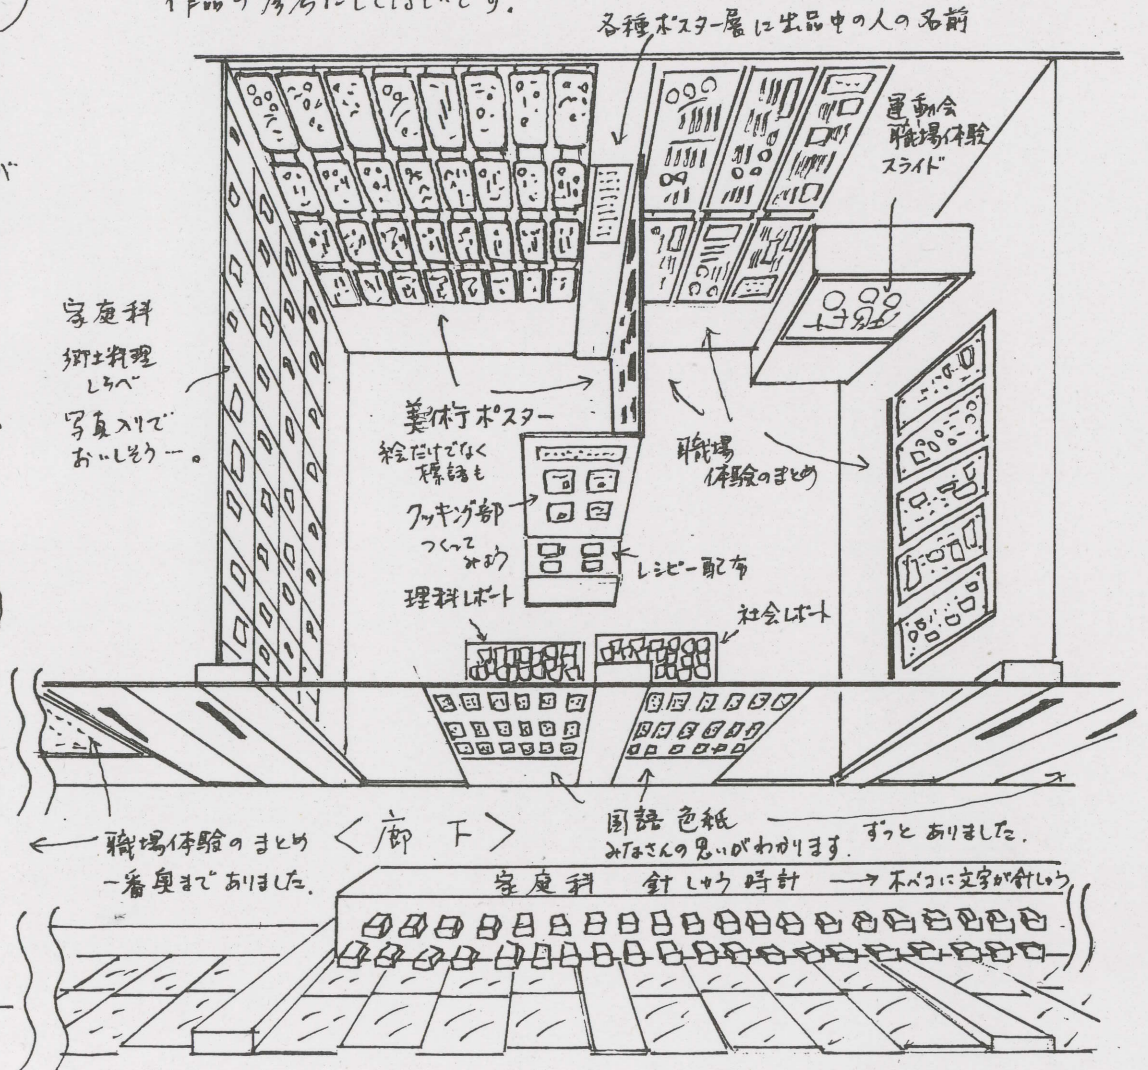 作品の参考にしてほしいです。
各種ポスター展に出品中の人の名前
運動会
職場体験
スライド
家庭科
郷土料理
しらべ
写真入りで
おいしそう…。
美術庁ポスター
絵だけでなく
標語も
職場
体験のまとめ
クッキング部
つくって
みよう
レシピー配布
理科レポート
社会レポート
職場体験のまとめ
一番奥までありました。
〈廊下〉
国語 色紙
みなさんの思いがわかります。
ずっと ありました。
家庭科 針しゅう時計 → 木ベコに文字が針しゅう